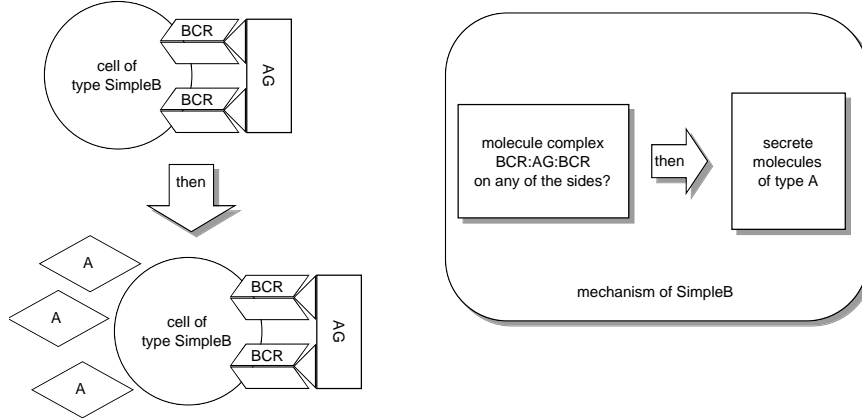 BCR
cell of
type SimpleB
BCR
AG
then
A
A
A
BCR
cell of
type SimpleB
BCR
AG
molecule complex
BCR:AG:BCR
on any of the sides?
then
secrete
molecules
of type A
mechanism of SimpleB